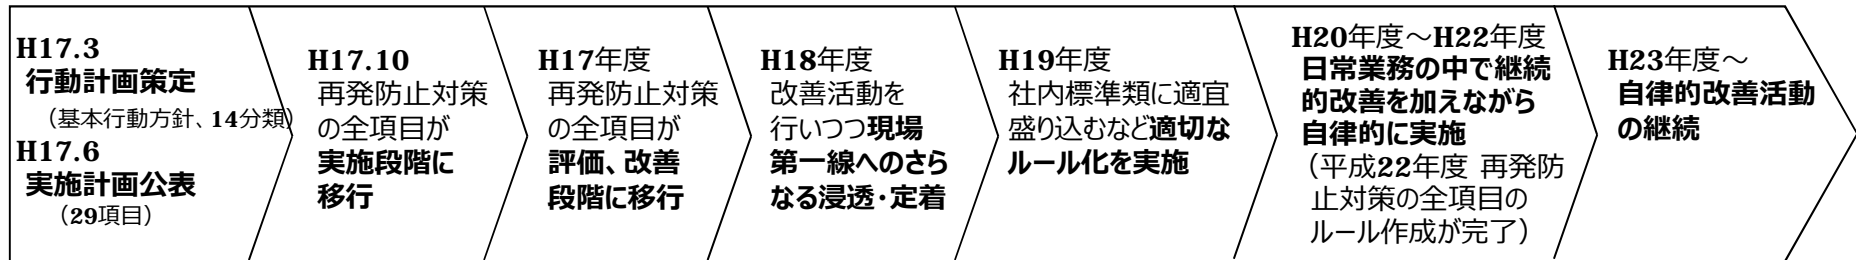 H17.3
行動計画策定
（基本行動方針、14分類）
H17.6
実施計画公表
（29項目）
H17.10
再発防止対策
の全項目が
実施段階に
移行
H17年度
再発防止対策
の全項目が
評価、改善
段階に移行
H18年度
改善活動を
行いつつ現場
第一線へのさら
なる浸透・定着
H19年度
社内標準類に適宜
盛り込むなど適切な
ルール化を実施
H20年度～H22年度
日常業務の中で継続
的改善を加えながら
自律的に実施
（平成22年度 再発防
止対策の全項目の
ルール作成が完了）
H23年度～
自律的改善活動
の継続